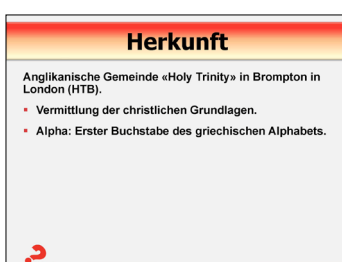 Herkunft
Anglikanische Gemeinde «Holy Trinity» in Brompton in
London (HTB).
▪ Vermittlung der christlichen Grundlagen.
▪ Alpha: Erster Buchstabe des griechischen Alphabets.